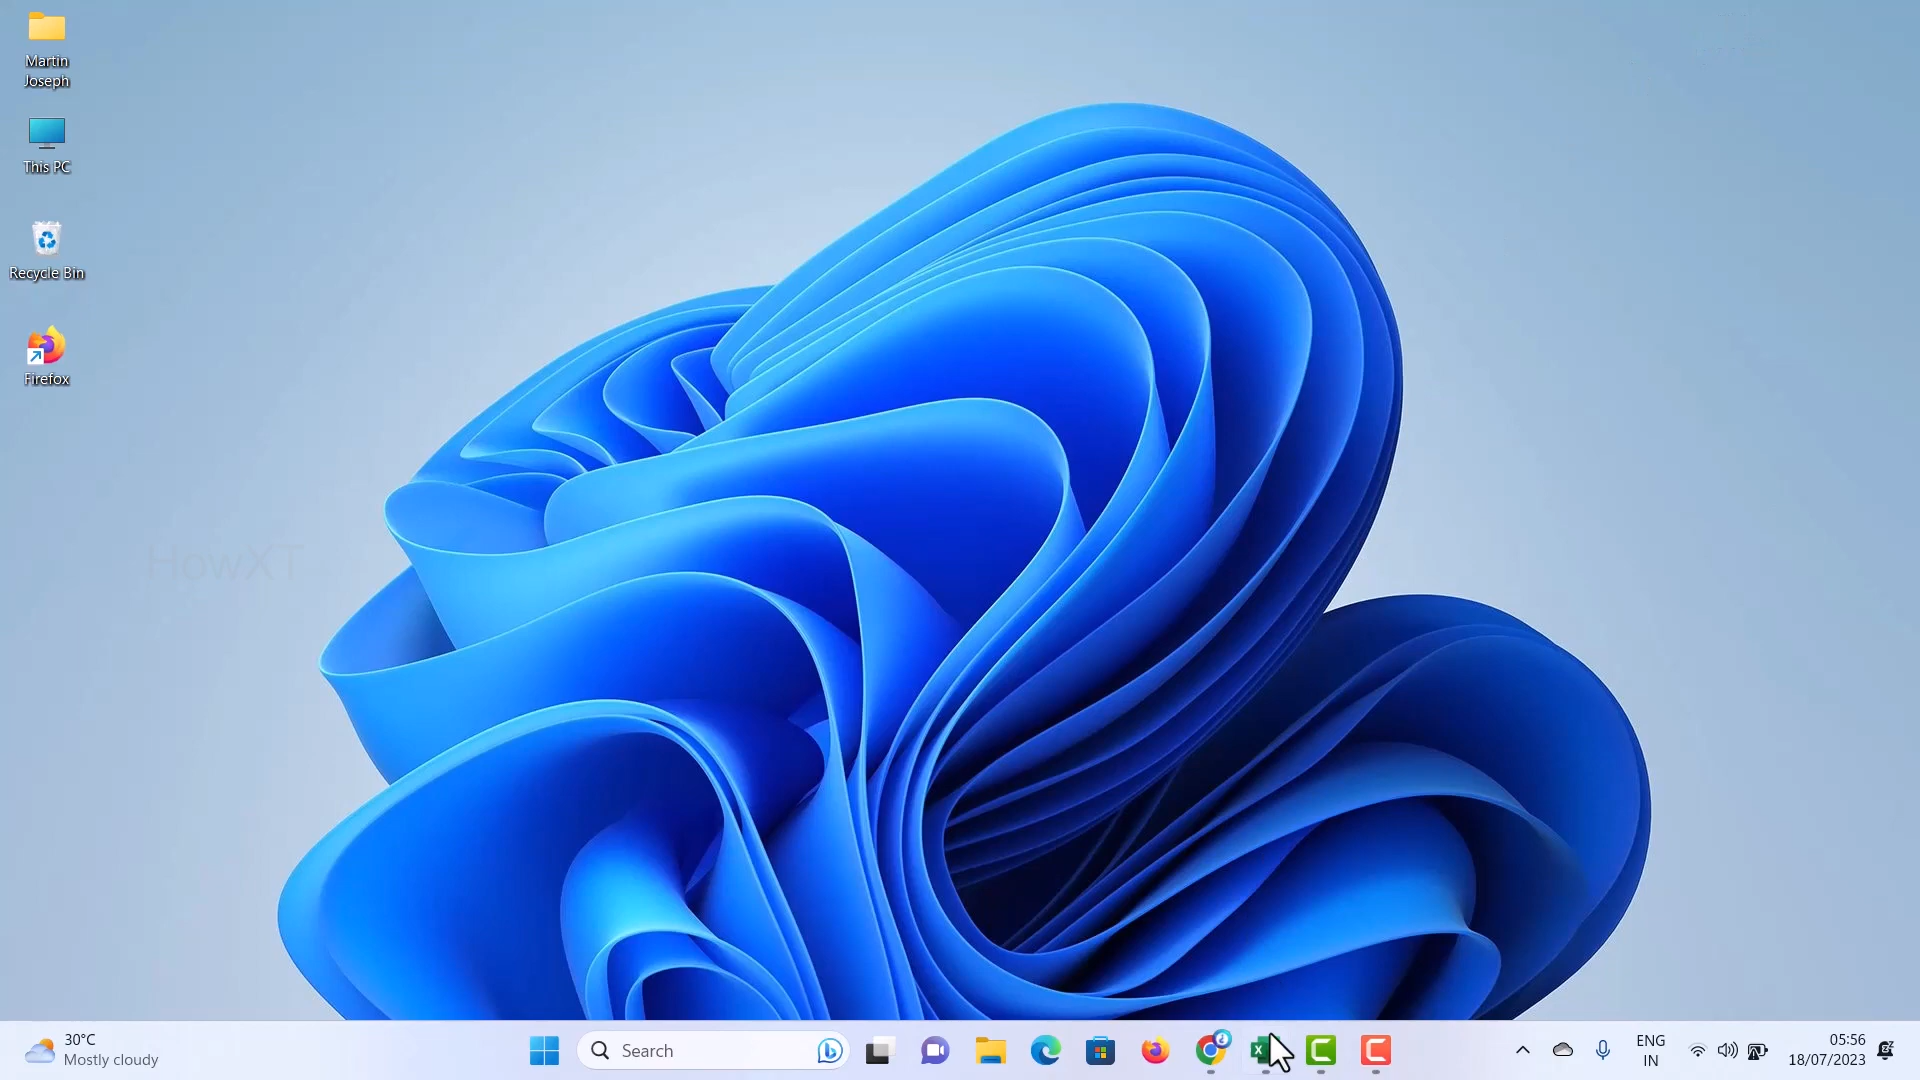 Martin
Joseph
This PC
Recycle Bin
Firefox
HowXT
30°C
Mostly cloudy
Search
ENG
IN
05:56
18/07/2023